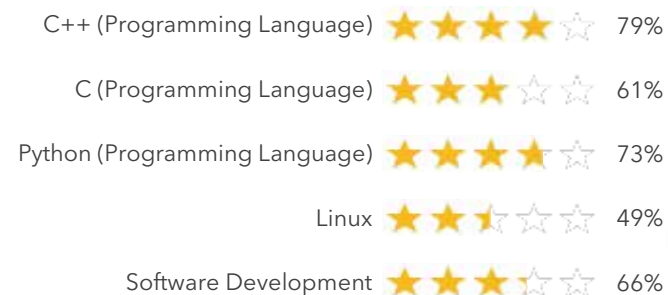 C++ (Programming Language) 79%
C (Programming Language) 61%
Python (Programming Language) 73%
Linux 49%
Software Development 66%